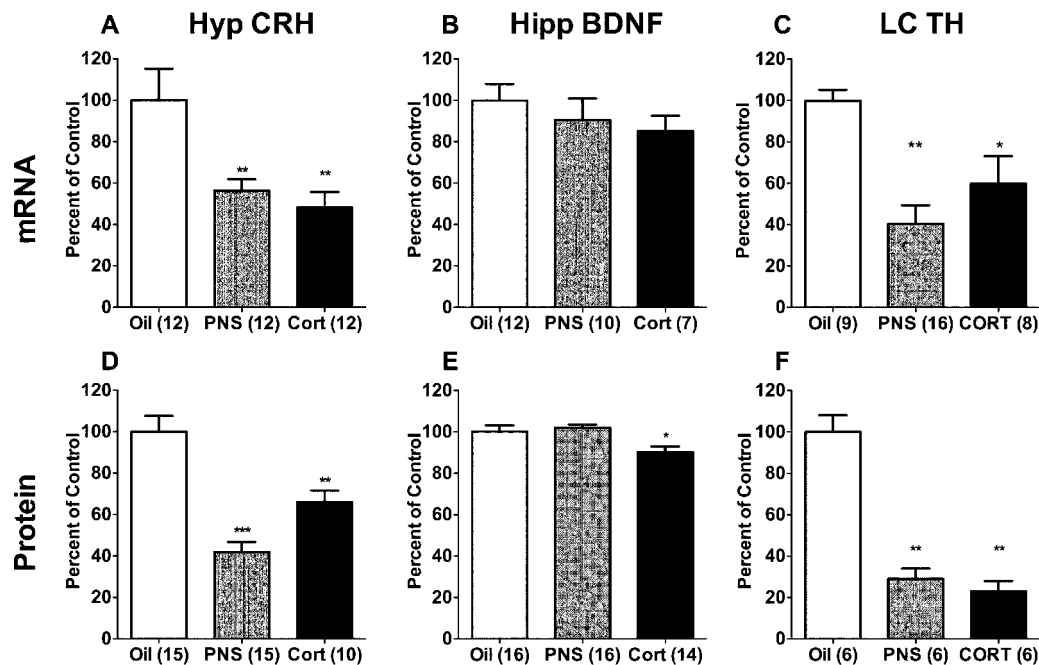 A Hyp CRH
B Hipp BDNF
C LC TH
mRNA
Percent of Control
120
100
80
60
40
20
0
** **
Oil (12) PNS (12) Cort (12)
Percent of Control
120
100
80
60
40
20
0
Oil (12) PNS (10) Cort (7)
Percent of Control
120
100
80
60
40
20
0
** *
Oil (9) PNS (16) CORT (8)
Protein
D
Percent of Control
120
100
80
60
40
20
0
*** **
Oil (15) PNS (15) Cort (10)
E
Percent of Control
120
100
80
60
40
20
0
*
Oil (16) PNS (16) Cort (14)
F
Percent of Control
120
100
80
60
40
20
0
** **
Oil (6) PNS (6) CORT (6)